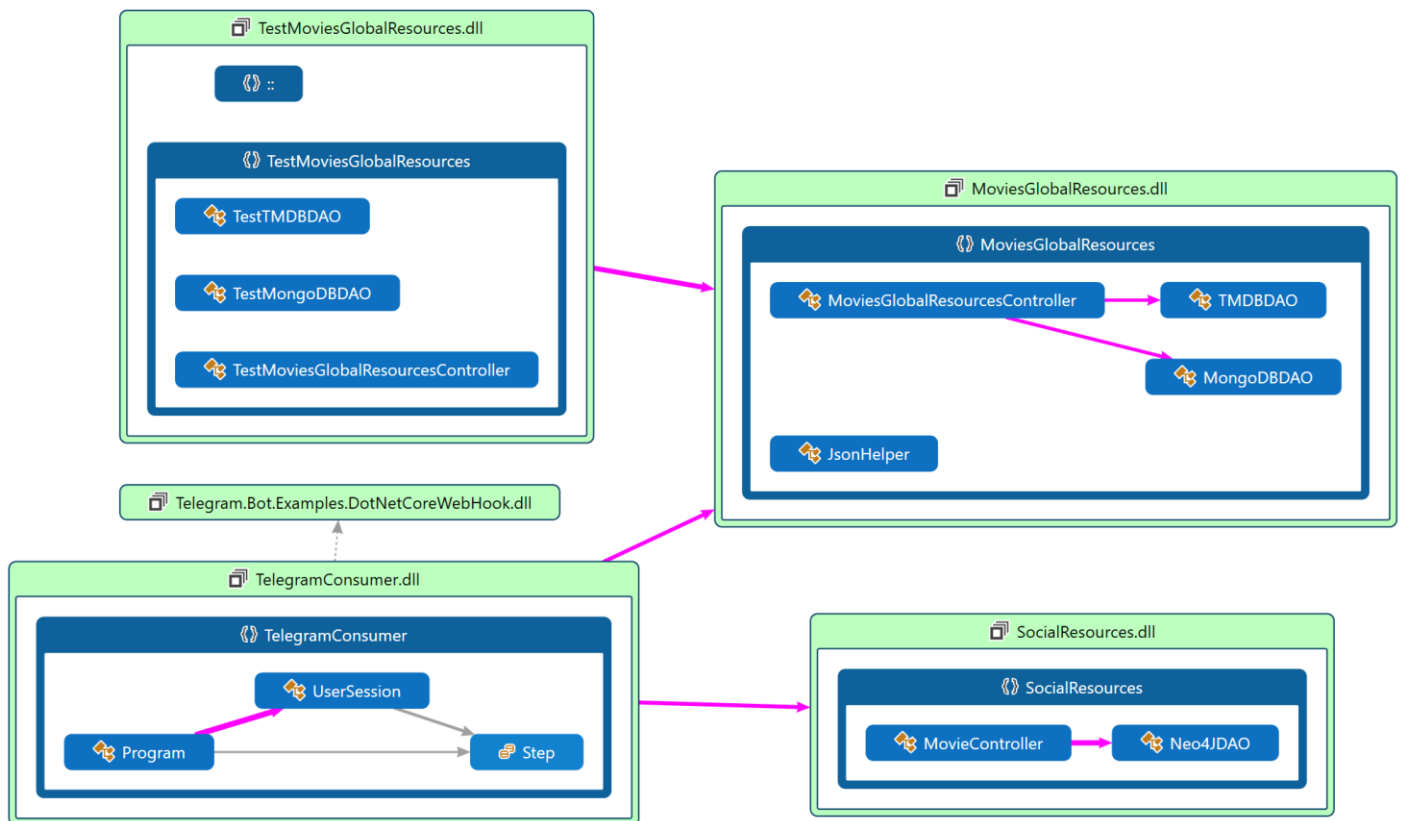 TestMoviesGlobalResources.dll
::
TestMoviesGlobalResources
TestTMDBDAO
TestMongoDBDAO
TestMoviesGlobalResourcesController
MoviesGlobalResources.dll
MoviesGlobalResources
MoviesGlobalResourcesController
TMDBDAO
MongoDBDAO
JsonHelper
Telegram.Bot.Examples.DotNetCoreWebHook.dll
TelegramConsumer.dll
TelegramConsumer
UserSession
Program
Step
SocialResources.dll
SocialResources
MovieController
Neo4JDAO